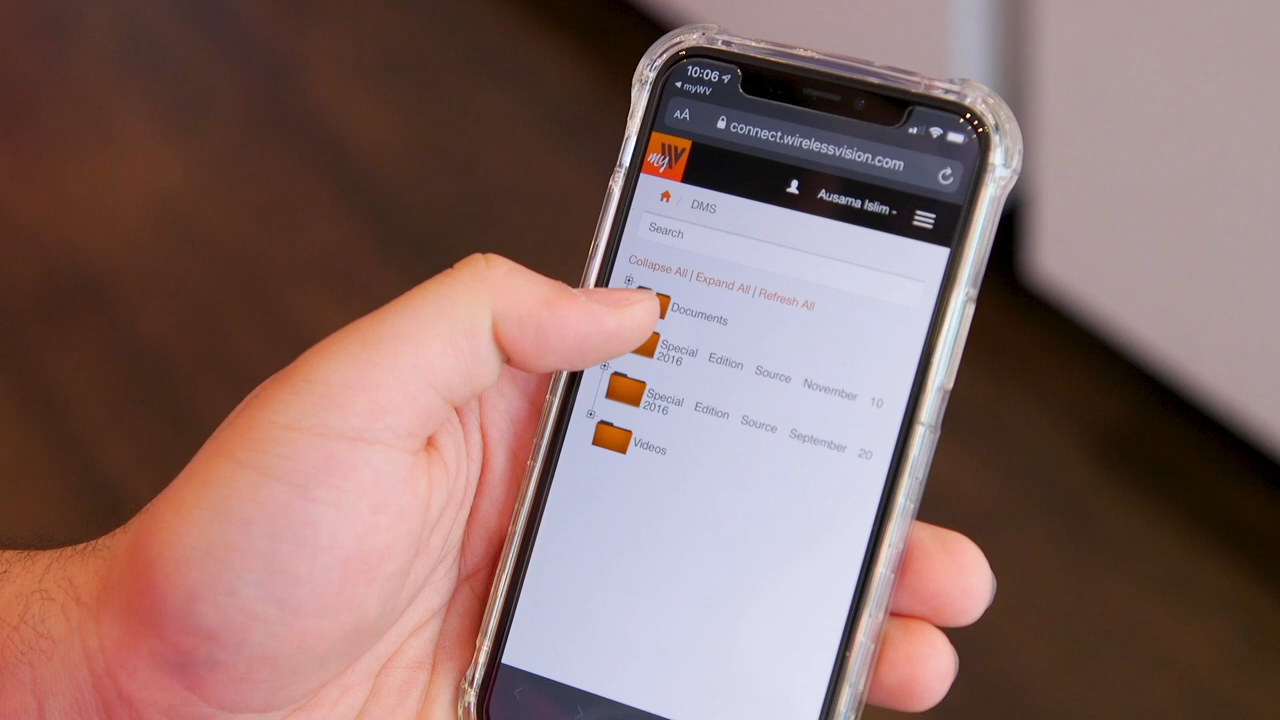 10:06
myWV
AA connect.wirelessvision.com
myWV
Ausama Islim
DMS
Search
Collapse All | Expand All | Refresh All
Documents
Special Edition Source November 10
2016
Special Edition Source September 20
2016
Videos